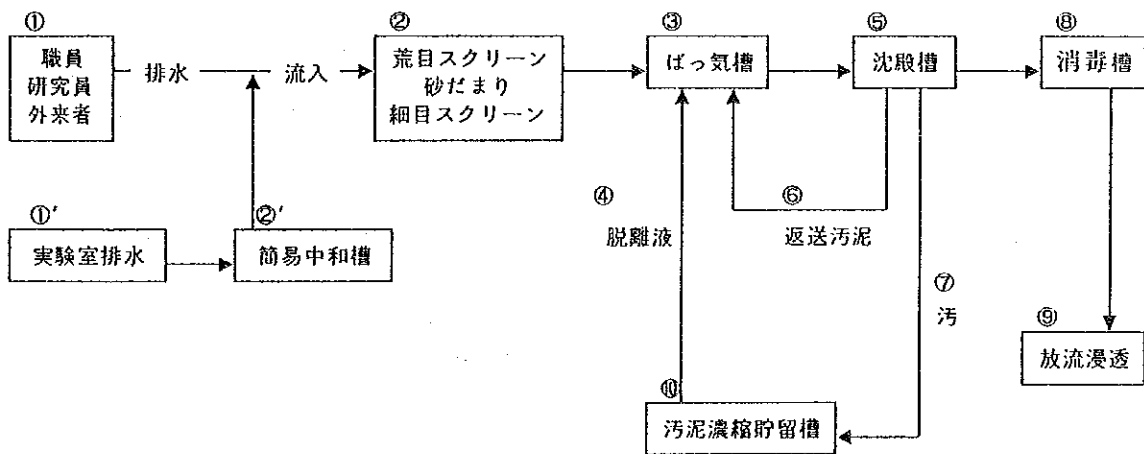 ①
職員
研究員
外来者
排水
流入
②
荒目スクリーン
砂だまり
細目スクリーン
③
ばっ気槽
⑤
沈殿槽
⑧
消毒槽
①′
実験室排水
②′
簡易中和槽
④
脱離液
⑥
返送汚泥
⑦
汚
⑨
放流浸透
⑩
汚泥濃縮貯留槽